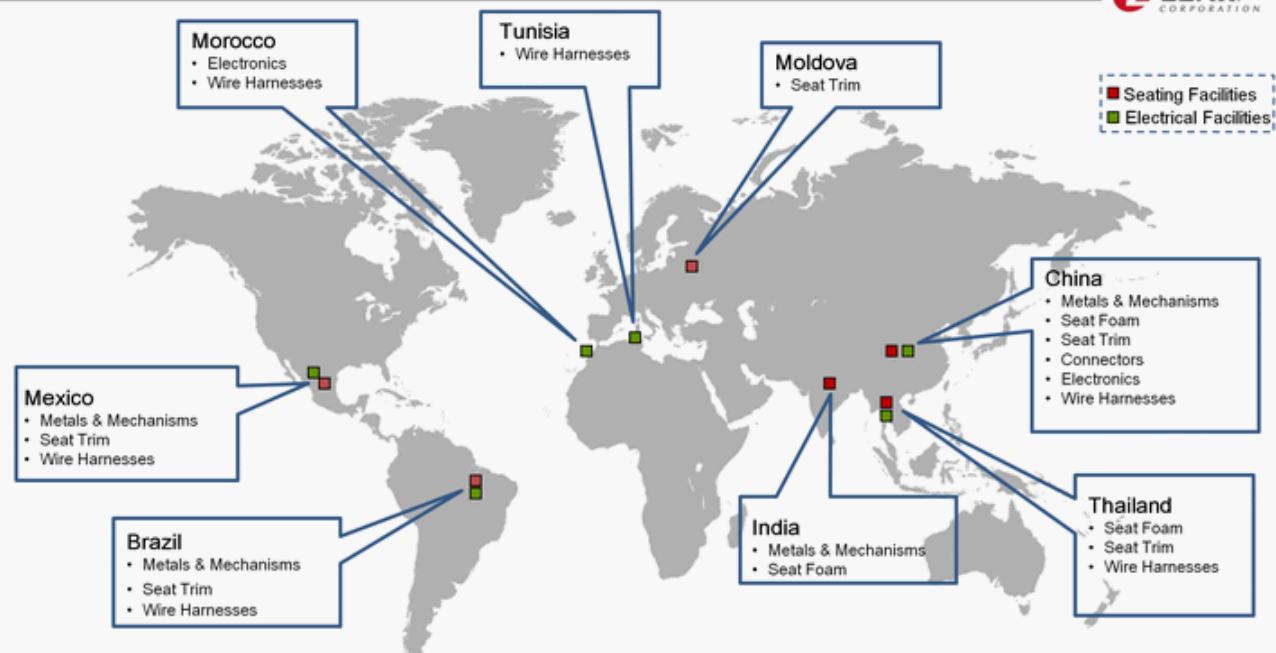 CORPORATION
Morocco
• Electronics
• Wire Harnesses
Tunisia
• Wire Harnesses
Moldova
• Seat Trim
Seating Facilities
Electrical Facilities
China
• Metals & Mechanisms
• Seat Foam
• Seat Trim
• Connectors
• Electronics
• Wire Harnesses
Mexico
• Metals & Mechanisms
• Seat Trim
• Wire Harnesses
Brazil
• Metals & Mechanisms
• Seat Trim
• Wire Harnesses
India
• Metals & Mechanisms
• Seat Foam
Thailand
• Seat Foam
• Seat Trim
• Wire Harnesses